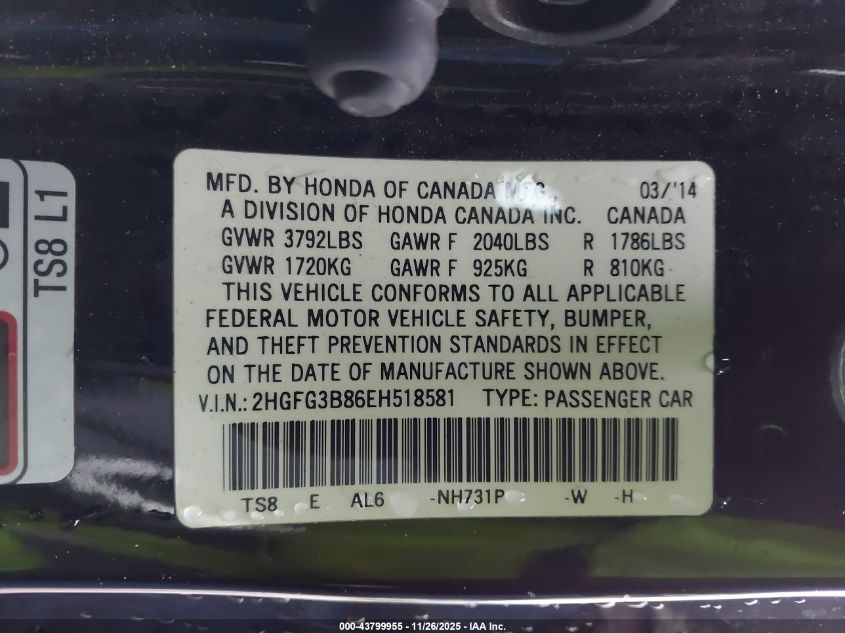 TS8 L1
MFD. BY HONDA OF CANADA MFG. 03/'14
A DIVISION OF HONDA CANADA INC. CANADA
GVWR 3792LBS GAWR F 2040LBS R 1786LBS
GVWR 1720KG GAWR F 925KG R 810KG
THIS VEHICLE CONFORMS TO ALL APPLICABLE
FEDERAL MOTOR VEHICLE SAFETY, BUMPER,
AND THEFT PREVENTION STANDARDS IN EFFECT
ON THE DATE OF MANUFACTURE SHOWN ABOVE.
V.I.N.: 2HGFG3B86EH518581 TYPE: PASSENGER CAR
TS8 E AL6 -NH731P -W -H
000-43799955 - 11/26/2025 - IAA Inc.